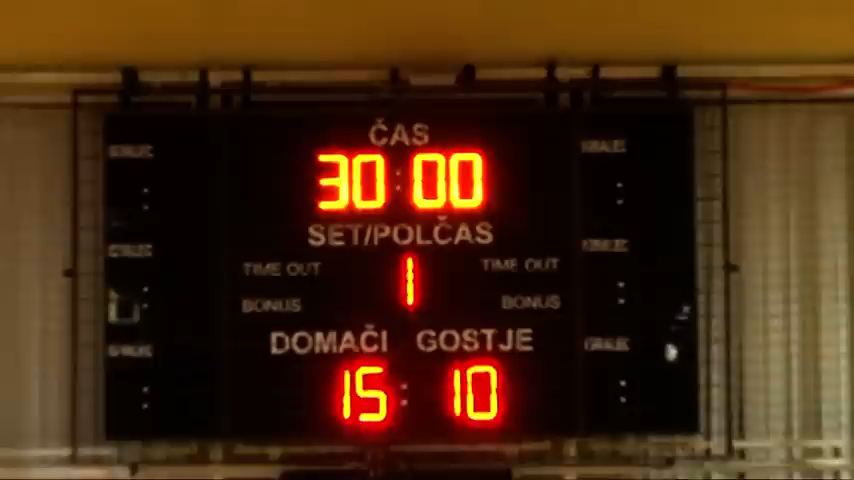 ČAS
30:00
SET/POLČAS
TIME OUT 1 TIME OUT
BONUS BONUS
DOMAČI GOSTJE
15:10